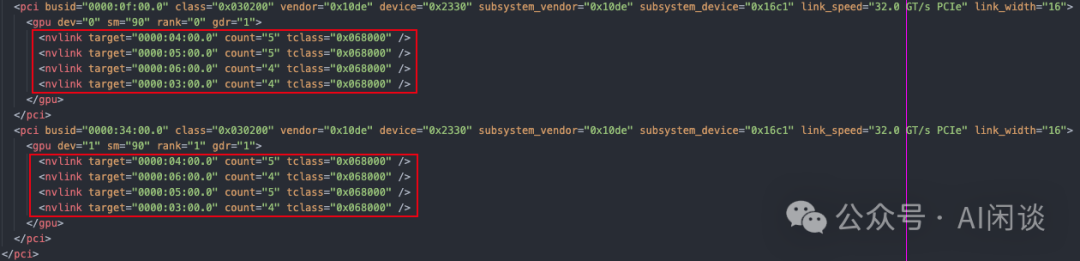 <pci busid="0000:0f:00.0" class="0x030200" vendor="0x10de" device="0x2330" subsystem_vendor="0x10de" subsystem_device="0x16c1" link_speed="32.0 GT/s PCIe" link_width="16">
<gpu dev="0" sm="90" rank="0" gdr="1">
<nvlink target="0000:04:00.0" count="5" tclass="0x068000" />
<nvlink target="0000:05:00.0" count="5" tclass="0x068000" />
<nvlink target="0000:06:00.0" count="4" tclass="0x068000" />
<nvlink target="0000:03:00.0" count="4" tclass="0x068000" />
</gpu>
</pci>
<pci busid="0000:34:00.0" class="0x030200" vendor="0x10de" device="0x2330" subsystem_vendor="0x10de" subsystem_device="0x16c1" link_speed="32.0 GT/s PCIe" link_width="16">
<gpu dev="1" sm="90" rank="1" gdr="1">
<nvlink target="0000:04:00.0" count="5" tclass="0x068000" />
<nvlink target="0000:06:00.0" count="4" tclass="0x068000" />
<nvlink target="0000:05:00.0" count="5" tclass="0x068000" />
<nvlink target="0000:03:00.0" count="4" tclass="0x068000" />
</gpu>
</pci>
</pci>
公众号 · AI闲谈